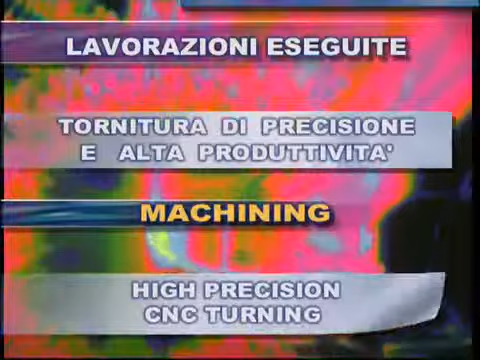 LAVORAZIONI ESEGUITE
TORNITURA DI PRECISIONE
E ALTA PRODUTTIVITA'
MACHINING
HIGH PRECISION
CNC TURNING